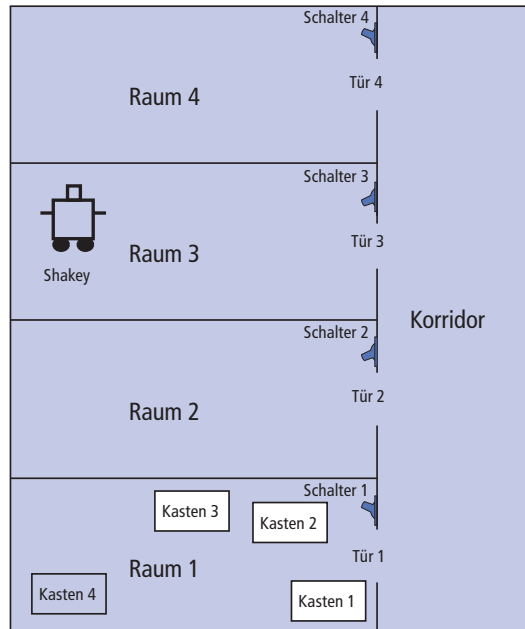 Schalter 4
Tür 4
Raum 4
Schalter 3
Tür 3
Raum 3
Shakey
Korridor
Schalter 2
Tür 2
Raum 2
Schalter 1
Kasten 3
Kasten 2
Tür 1
Raum 1
Kasten 4
Kasten 1